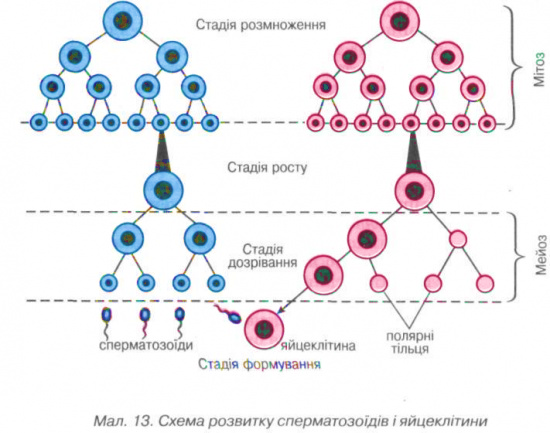 Стадія розмноження
Мітоз
Стадія росту
Стадія
дозрівання
Мейоз
сперматозоїди
яйцеклітина
полярні
тільця
Стадія формування
Мал. 13. Схема розвитку сперматозоїдів і яйцеклітини